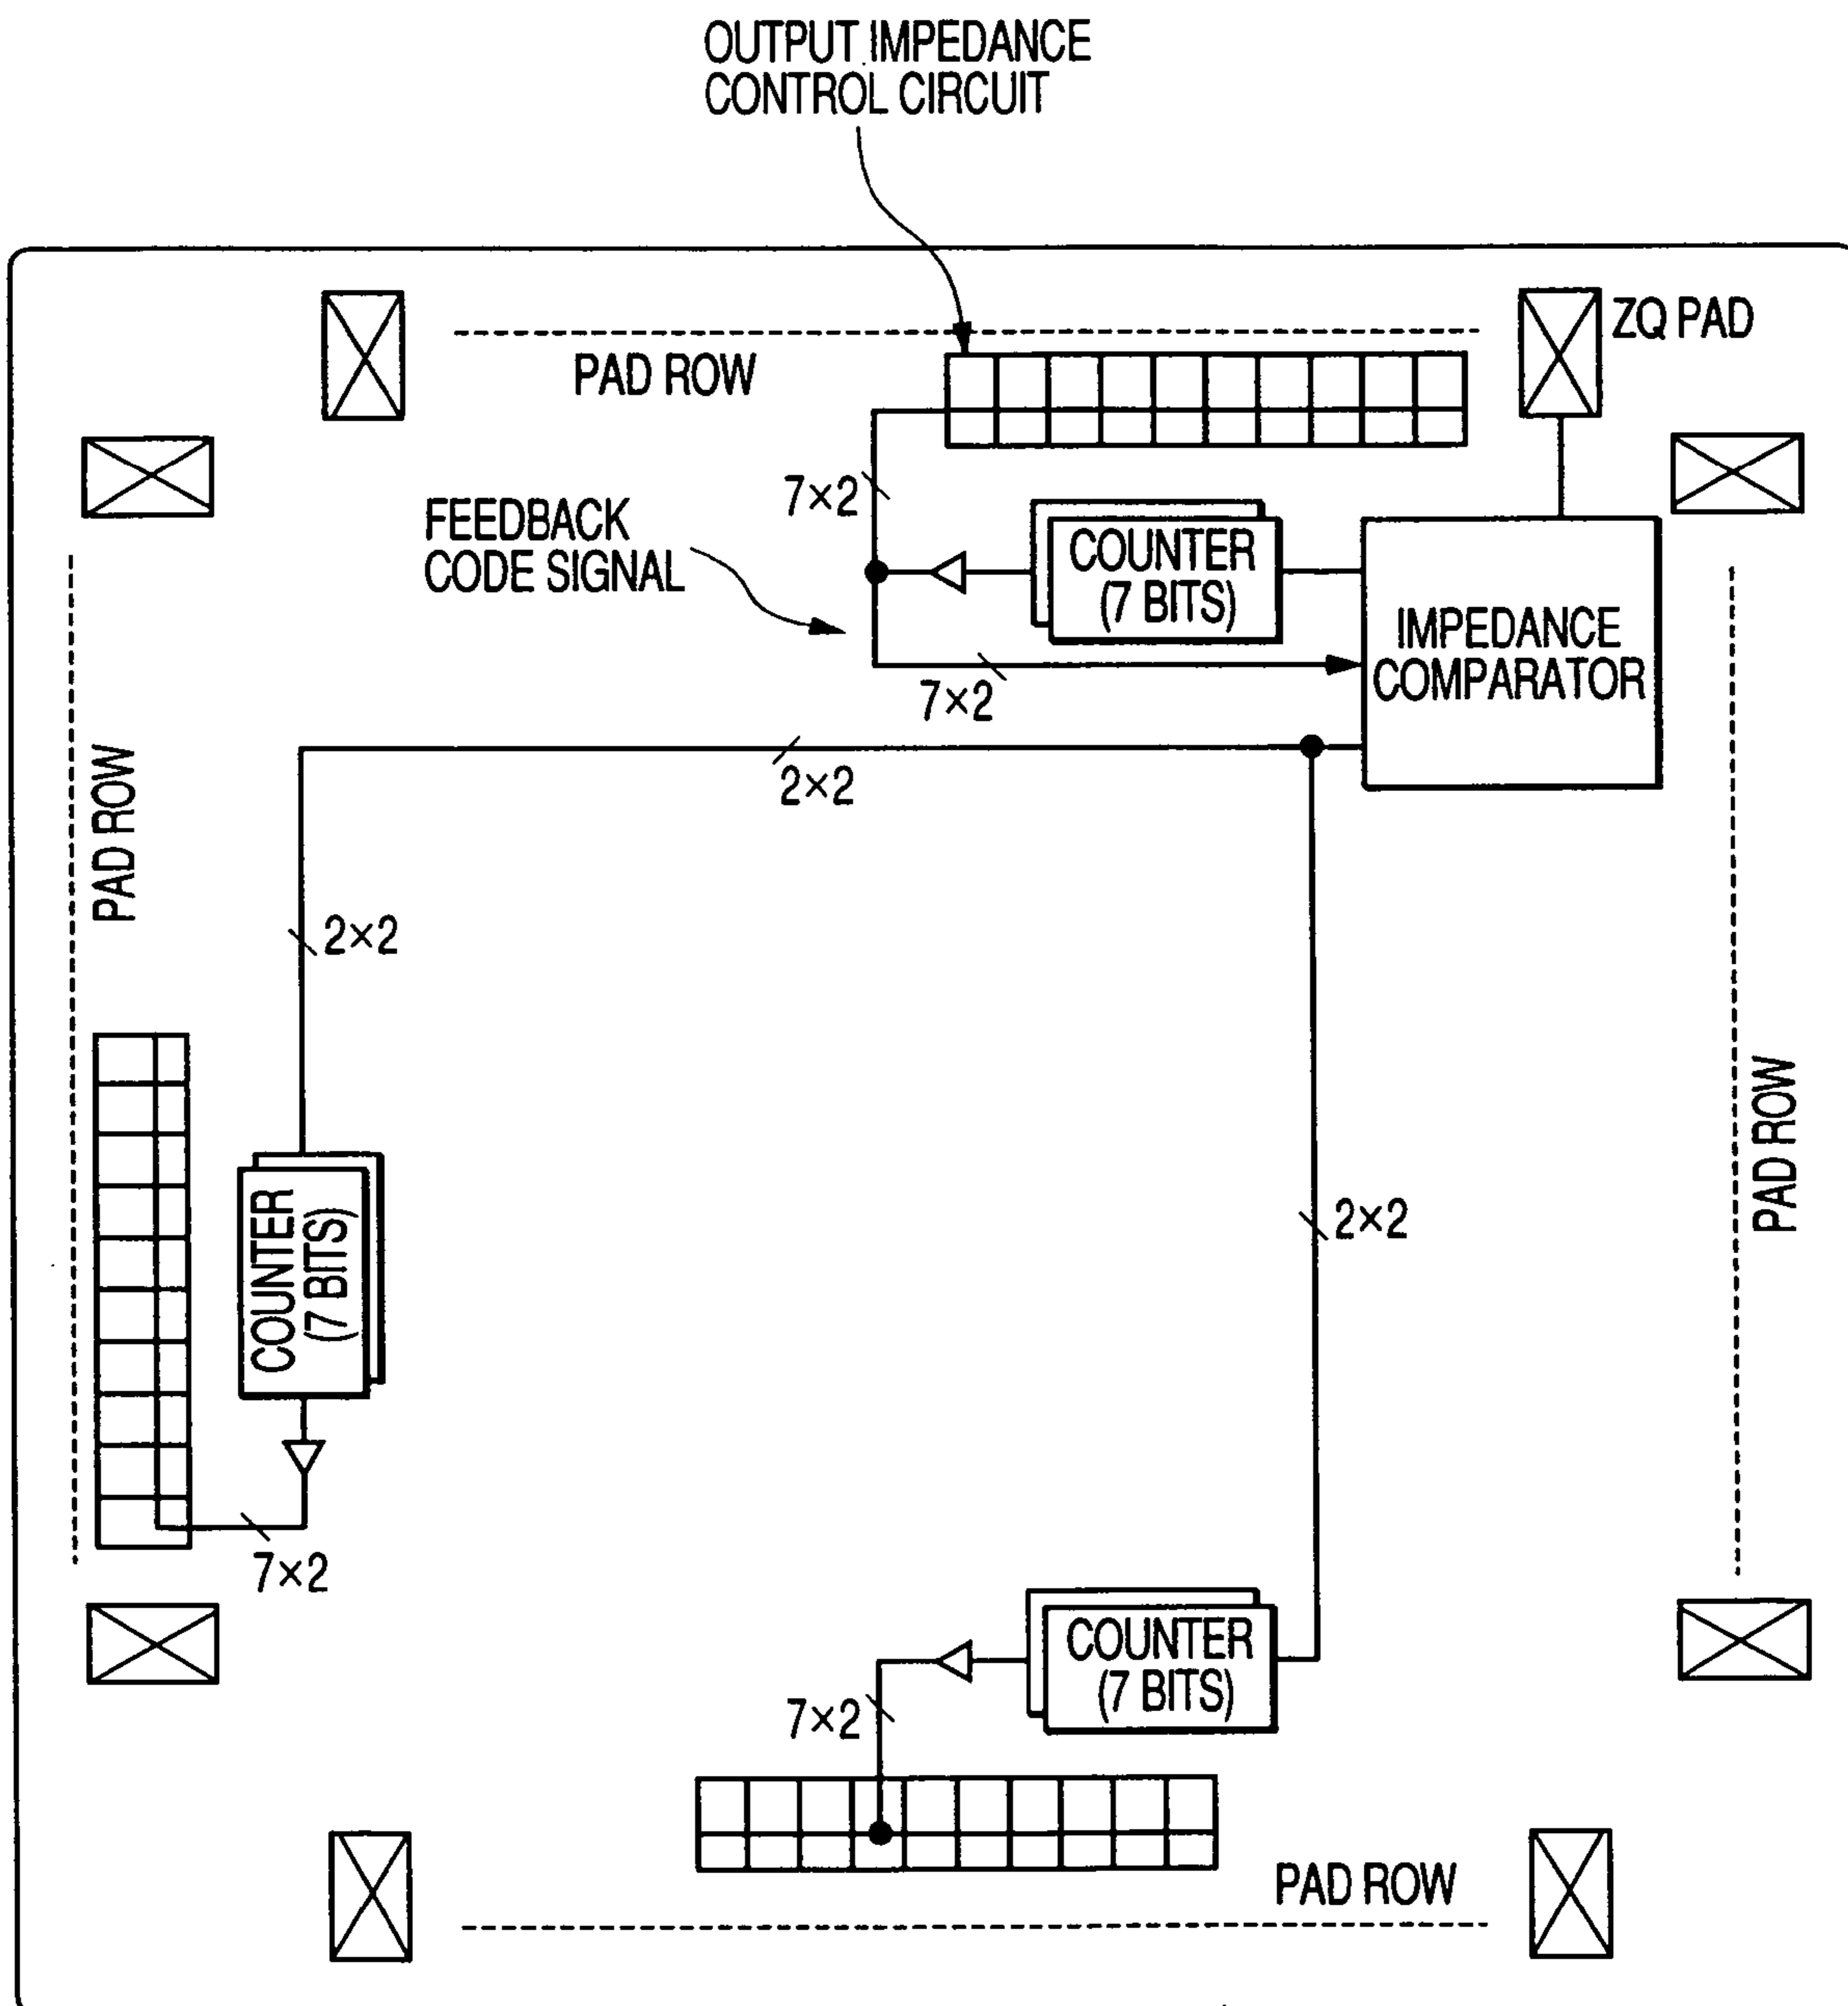 OUTPUT IMPEDANCE
CONTROL CIRCUIT
ZQ PAD
PAD ROW
7×2
FEEDBACK
CODE SIGNAL
COUNTER
(7 BITS)
IMPEDANCE
COMPARATOR
7×2
2×2
PAD ROW
2×2
PAD ROW
2×2
COUNTER
(7 BITS)
7×2
COUNTER
(7 BITS)
7×2
PAD ROW